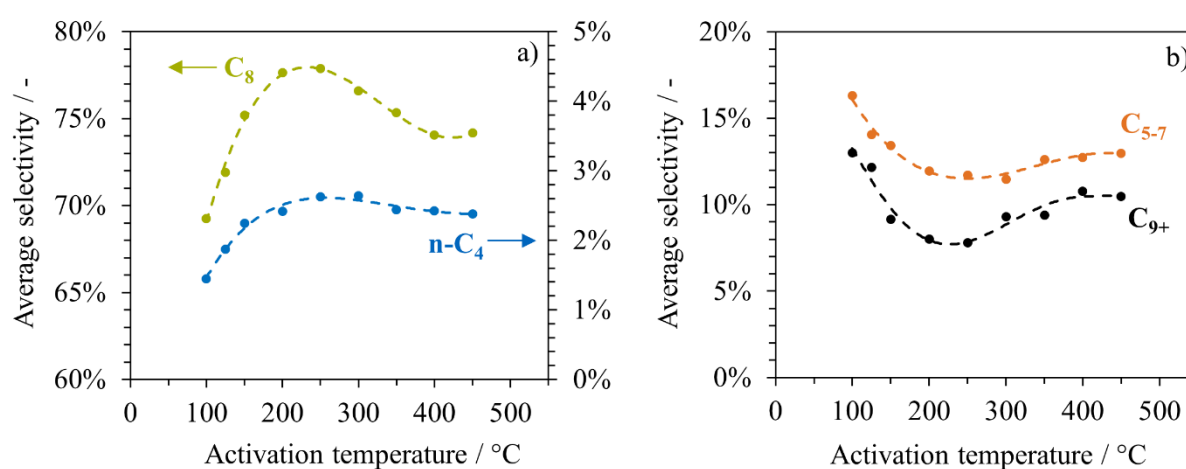 a)
Average selectivity / -
80%
75%
70%
65%
60%
C₈
n-C₄
5%
4%
3%
2%
1%
0%
0 100 200 300 400 500
Activation temperature / °C
b)
Average selectivity / -
20%
15%
10%
5%
0%
C₅₋₇
C₉₊
0 100 200 300 400 500
Activation temperature / °C